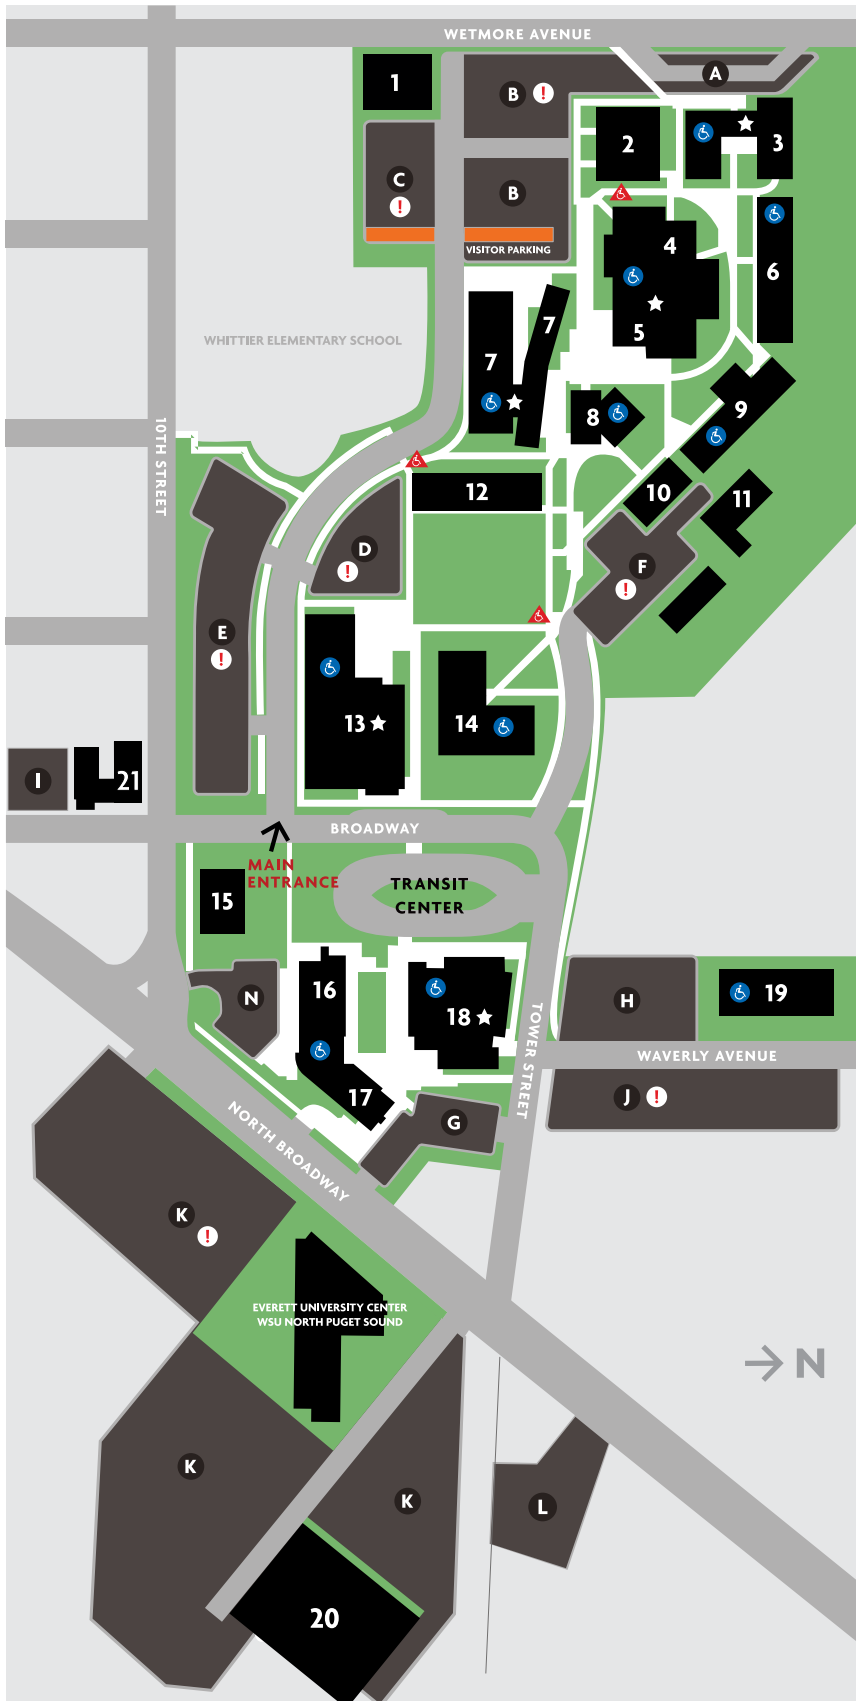 WETMORE AVENUE
1
B !
A
2
3
C
!
B
4
VISITOR PARKING
6
5
7
7
WHITTIER ELEMENTARY SCHOOL
8
9
10TH STREET
12
10
11
D
!
F
!
E
!
13
14
I
21
BROADWAY
MAIN
ENTRANCE
TRANSIT
CENTER
15
N
16
18
H
19
TOWER STREET
WAVERLY AVENUE
17
J !
G
NORTH BROADWAY
K
!
EVERETT UNIVERSITY CENTER
WSU NORTH PUGET SOUND
N
K
K
L
20